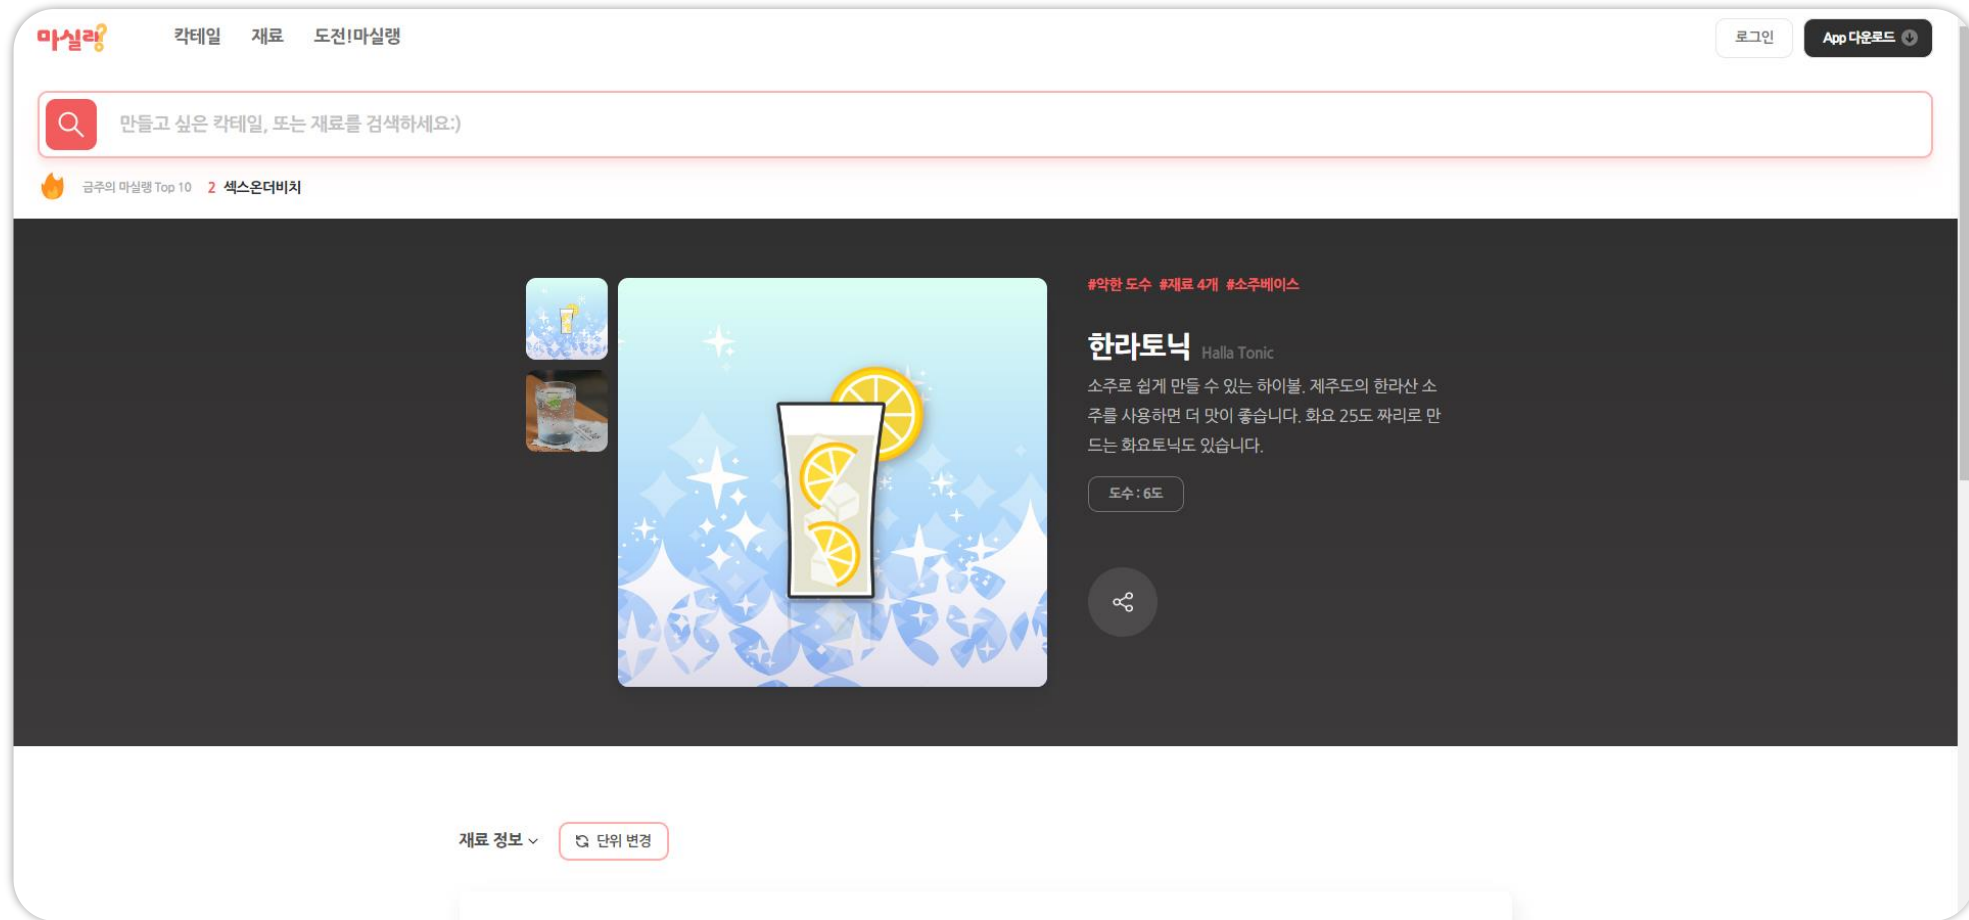 마실랭
칵테일 재료 도전!마실랭
로그인 App 다운로드
만들고 싶은 칵테일, 또는 재료를 검색하세요:)
금주의 마실랭 Top 10 2 섹스온더비치
#약한 도수 #재료 4개 #소주베이스
한라토닉 Halla Tonic
소주로 쉽게 만들 수 있는 하이볼. 제주도의 한라산 소
주를 사용하면 더 맛이 좋습니다. 화요 25도 짜리로 만
드는 화요토닉도 있습니다.
도수 : 6도
재료 정보 단위 변경